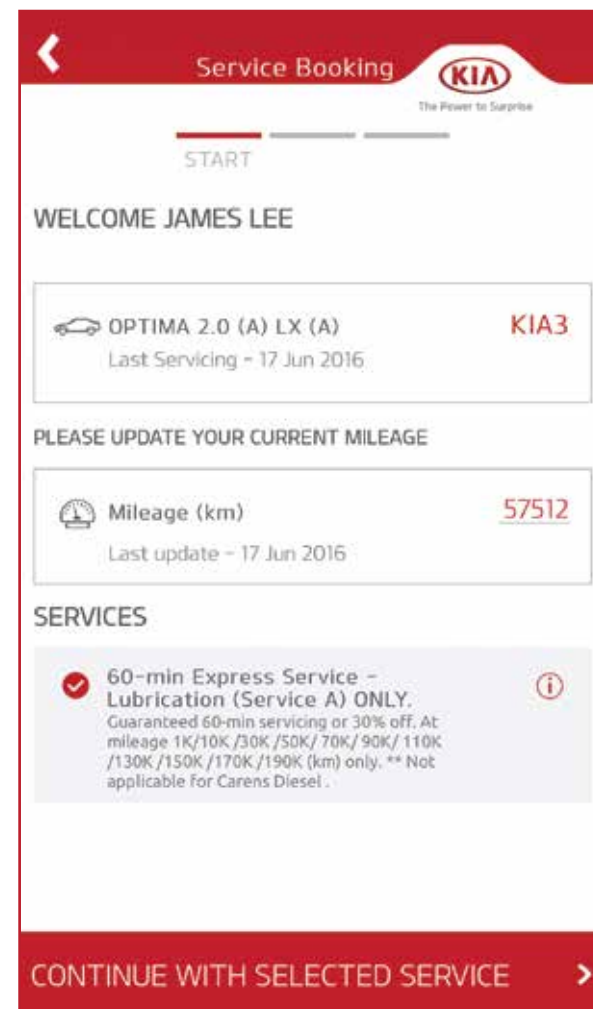 Service Booking
KIA
The Power to Surprise
START
WELCOME JAMES LEE
OPTIMA 2.0 (A) LX (A)
KIA3
Last Servicing - 17 Jun 2016
PLEASE UPDATE YOUR CURRENT MILEAGE
Mileage (km)
57512
Last update - 17 Jun 2016
SERVICES
60-min Express Service -
Lubrication (Service A) ONLY.
Guaranteed 60-min servicing or 30% off. At
mileage 1K/10K /30K /50K/ 70K/ 90K/ 110K
/130K /150K /170K /190K (km) only. ** Not
applicable for Carens Diesel .
CONTINUE WITH SELECTED SERVICE